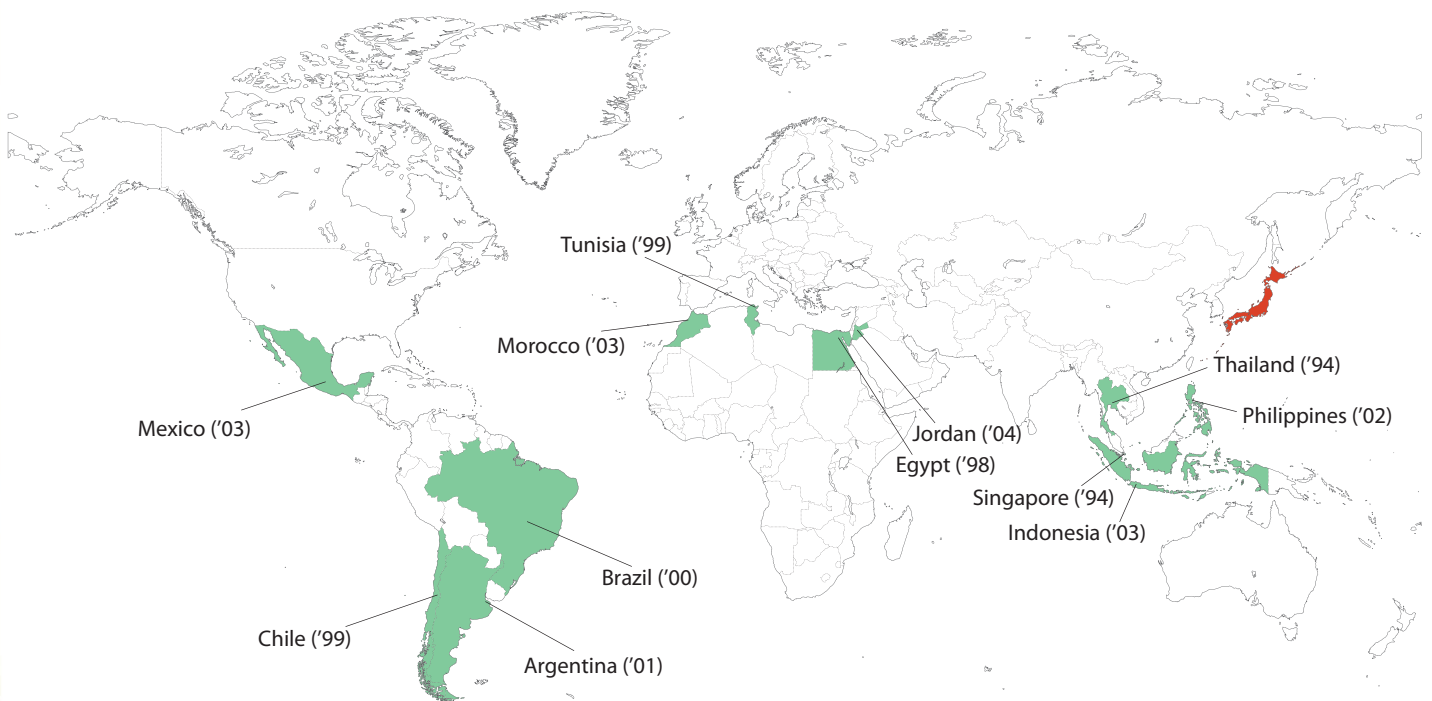 Tunisia (’99)
Morocco (’03)
Thailand (’94)
Philippines (’02)
Mexico (’03)
Jordan (’04)
Egypt (’98)
Singapore (’94)
Indonesia (’03)
Brazil (’00)
Chile (’99)
Argentina (’01)